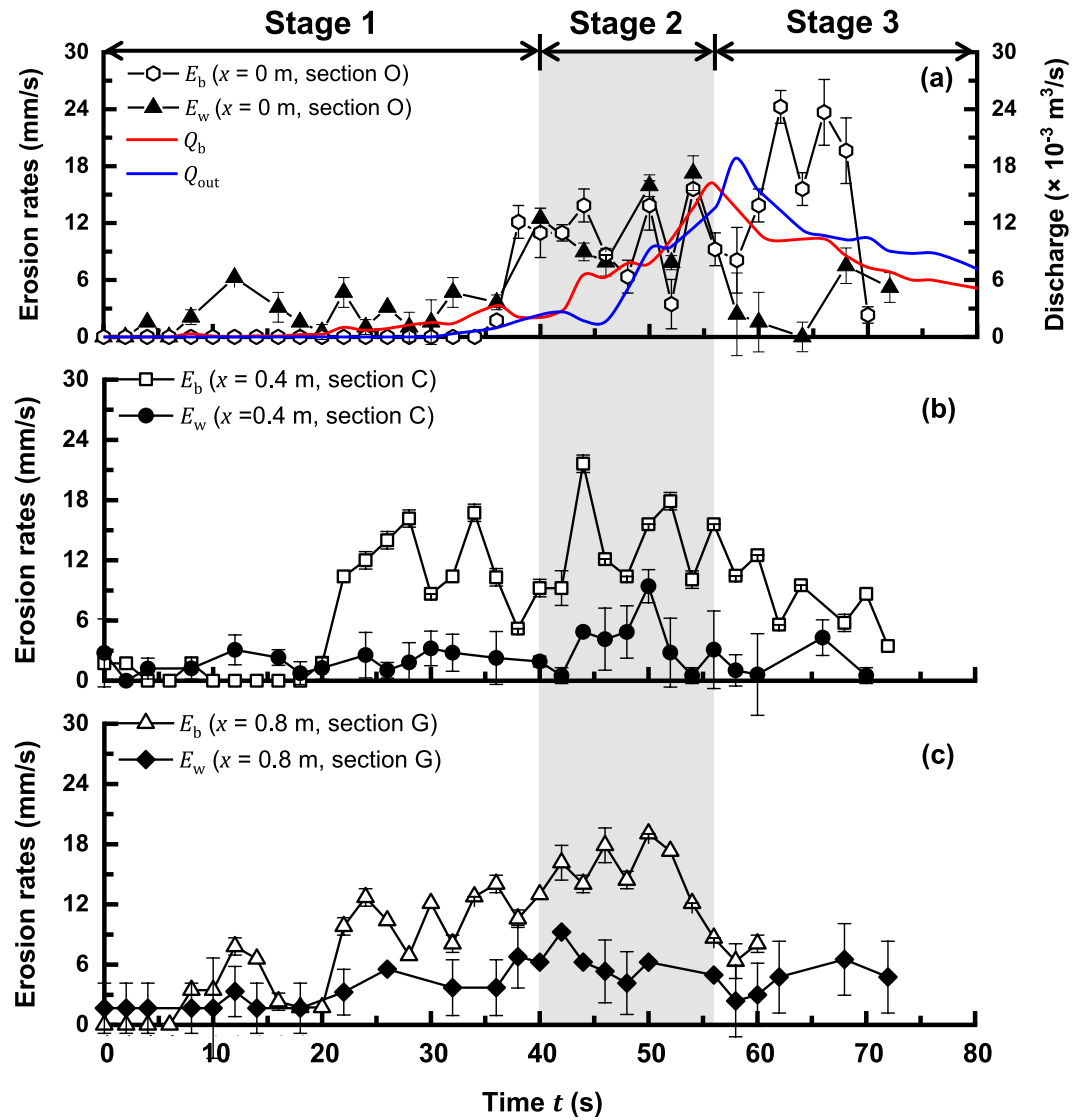 Stage 1 Stage 2 Stage 3
30 30
(a)
E_b (x = 0 m, section O)
E_w (x = 0 m, section O)
Q_b
Q_out
24 24
18 18
12 12
6 6
0 0
Erosion rates (mm/s)
Discharge (× 10⁻³ m³/s)
30
E_b (x = 0.4 m, section C)
E_w (x =0.4 m, section C)
(b)
24
18
12
6
0
Erosion rates (mm/s)
30
E_b (x = 0.8 m, section G)
E_w (x = 0.8 m, section G)
(c)
24
18
12
6
0
Erosion rates (mm/s)
0 10 20 30 40 50 60 70 80
Time t (s)